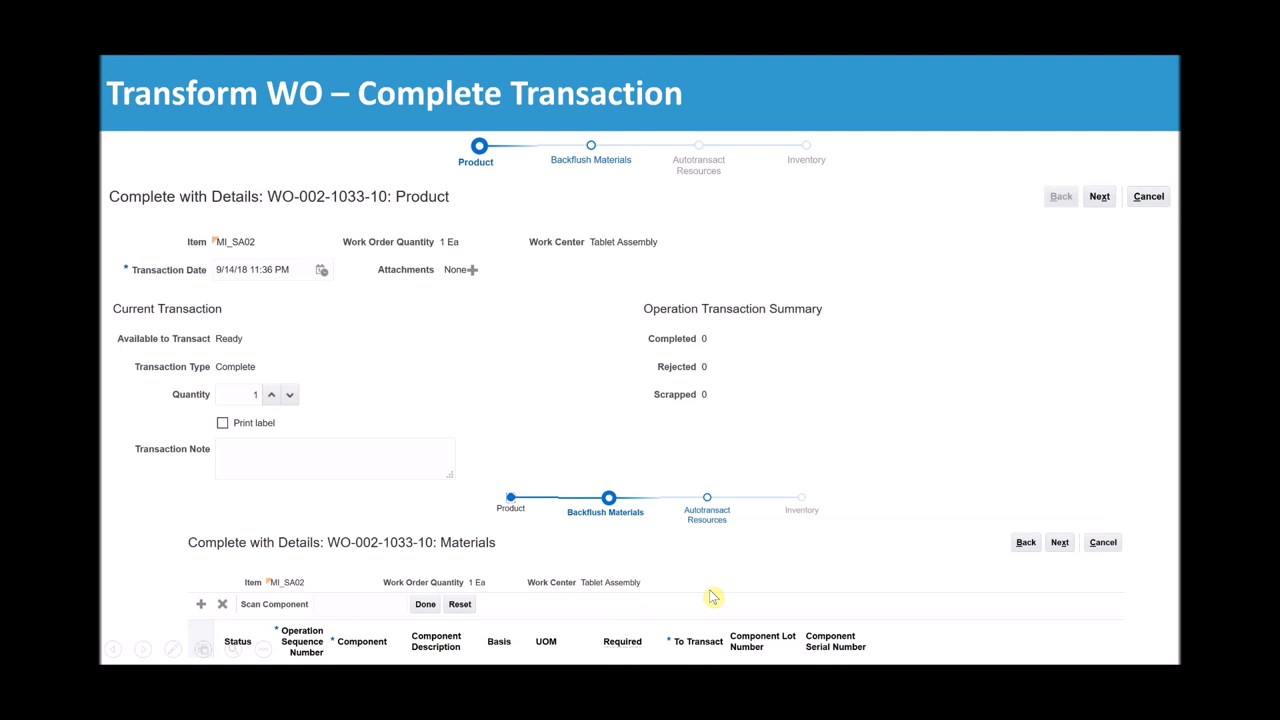 Transform WO – Complete Transaction
Product
Backflush Materials
Autotransact
Resources
Inventory
Complete with Details: WO-002-1033-10: Product
Back Next Cancel
Item MI_SA02 Work Order Quantity 1 Ea Work Center Tablet Assembly
* Transaction Date 9/14/18 11:36 PM Attachments None
Current Transaction
Operation Transaction Summary
Available to Transact Ready
Completed 0
Transaction Type Complete
Rejected 0
Quantity 1
Scrapped 0
Print label
Transaction Note
Product
Backflush Materials
Autotransact
Resources
Inventory
Complete with Details: WO-002-1033-10: Materials
Back Next Cancel
Item MI_SA02 Work Order Quantity 1 Ea Work Center Tablet Assembly
Scan Component Done Reset
Status
* Operation
Sequence
Number
* Component
Component
Description
Basis
UOM
Required
* To Transact
Component Lot
Number
Component
Serial Number